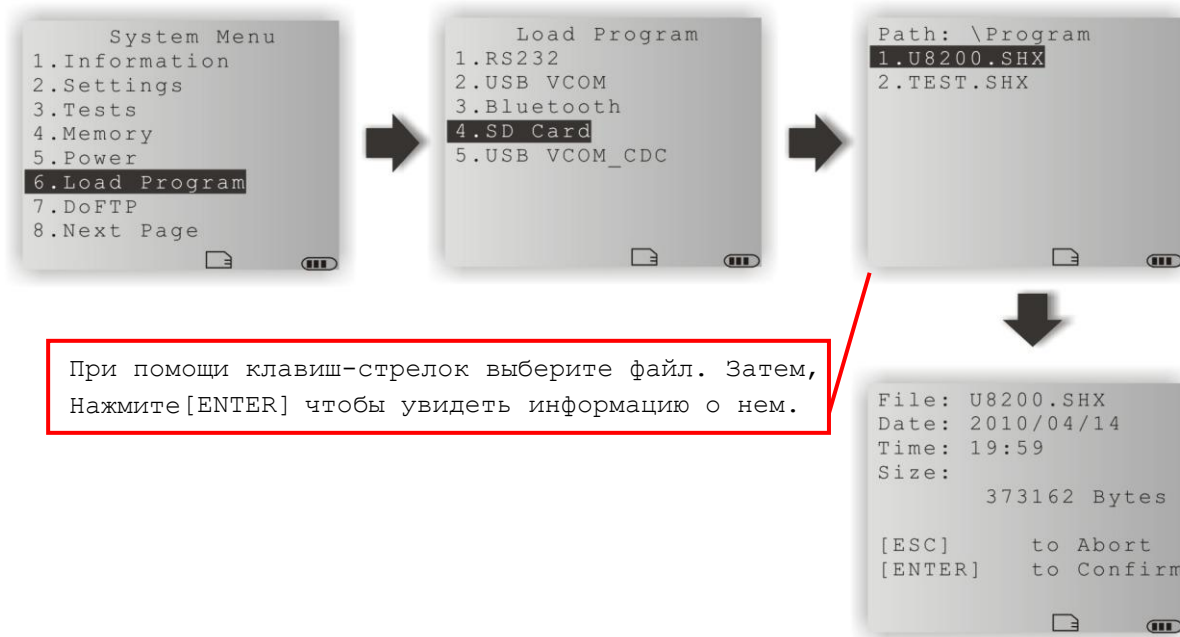 System Menu
1.Information
2.Settings
3.Tests
4.Memory
5.Power
6.Load Program
7.DoFTP
8.Next Page
Load Program
1.RS232
2.USB VCOM
3.Bluetooth
4.SD Card
5.USB VCOM_CDC
Path: \Program
1.U8200.SHX
2.TEST.SHX
При помощи клавиш-стрелок выберите файл. Затем,
Нажмите[ENTER] чтобы увидеть информацию о нем.
File: U8200.SHX
Date: 2010/04/14
Time: 19:59
Size:
373162 Bytes
[ESC] to Abort
[ENTER] to Confirm